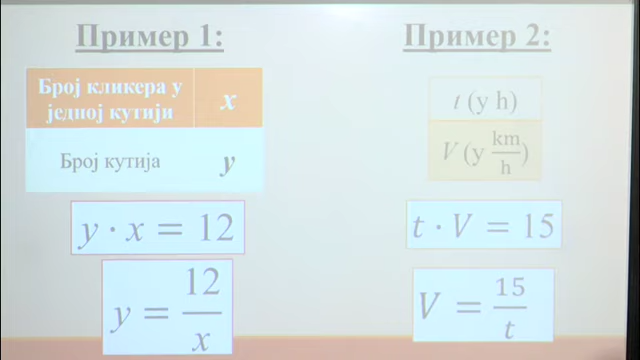 Пример 1:
Број кликера у
једној кутији
x
Број кутија
y
y · x = 12
y = 12/x
Пример 2:
t (у h)
V (у km/h)
t · V = 15
V = 15/t